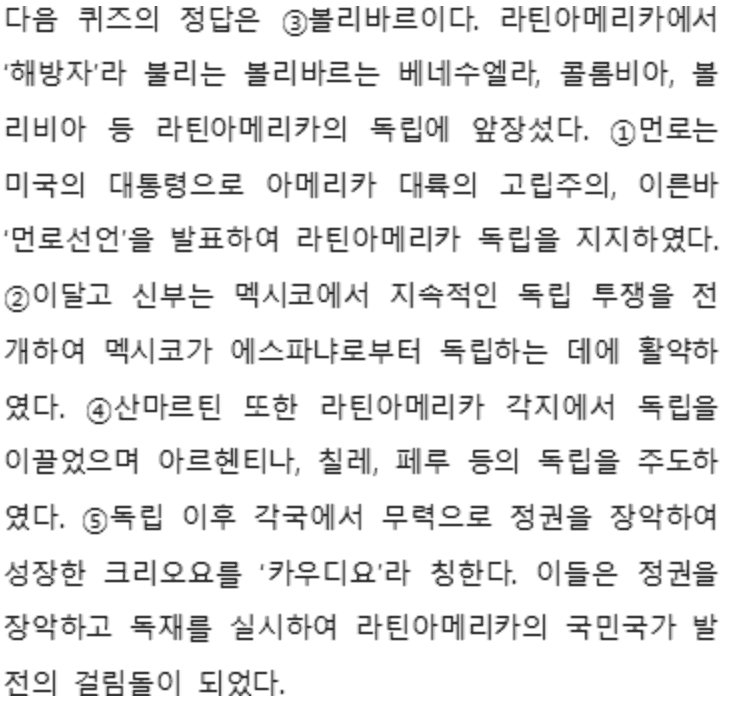 다음 퀴즈의 정답은 ③볼리바르이다. 라틴아메리카에서
‘해방자’라 불리는 볼리바르는 베네수엘라, 콜롬비아, 볼
리비아 등 라틴아메리카의 독립에 앞장섰다. ①먼로는
미국의 대통령으로 아메리카 대륙의 고립주의, 이른바
‘먼로선언’을 발표하여 라틴아메리카 독립을 지지하였다.
②이달고 신부는 멕시코에서 지속적인 독립 투쟁을 전
개하여 멕시코가 에스파냐로부터 독립하는 데에 활약하
였다. ④산마르틴 또한 라틴아메리카 각지에서 독립을
이끌었으며 아르헨티나, 칠레, 페루 등의 독립을 주도하
였다. ⑤독립 이후 각국에서 무력으로 정권을 장악하여
성장한 크리오요를 ‘카우디요’라 칭한다. 이들은 정권을
장악하고 독재를 실시하여 라틴아메리카의 국민국가 발
전의 걸림돌이 되었다.